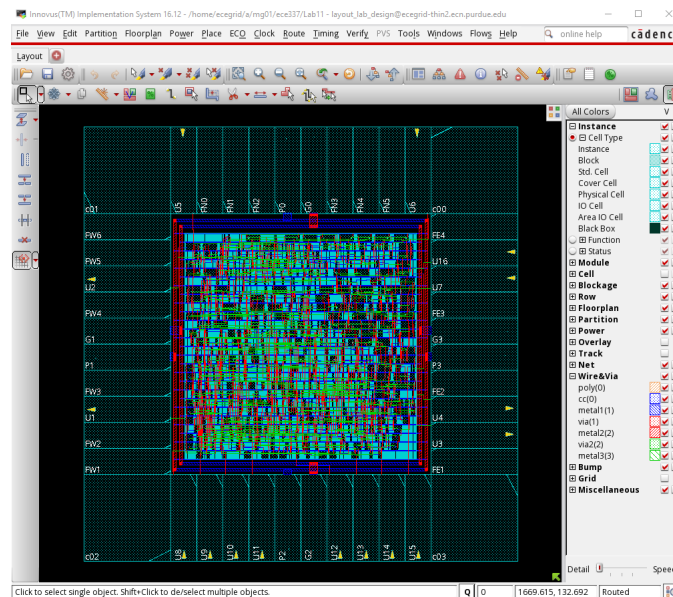 Innovus(TM) Implementation System 16.12 - /home/ecegrid/a/mg01/ece337/Lab11 - layout_lab_design@ecegrid-thin2.ecn.purdue.edu
File View Edit Partition Floorplan Power Place ECO Clock Route Timing Verify PVS Tools Windows Flows Help
online help
cādenc
Layout
All Colors V
Instance
Cell Type
Instance
Block
Std. Cell
Cover Cell
Physical Cell
IO Cell
Area IO Cell
Black Box
Function
Status
Module
Cell
Blockage
Row
Floorplan
Partition
Power
Overlay
Track
Net
Wire&Via
poly(0)
cc(0)
metal1(1)
via(1)
metal2(2)
via2(2)
metal3(3)
Bump
Grid
Miscellaneous
Detail
Speed
c01 U5 FN0 FN1 FN2 P0 G0 FN3 FN4 U6 c00
FW6 FE4
FW5 U16
U2 U7
FW4 FE3
G1 G3
P1 P3
FW3 FE2
U1 U4
FW2 U3
FW1 FE1
c02 U8 U9 U10 U11 P2 G2 U12 U13 U14 U15 c03
Click to select single object. Shift+Click to de/select multiple objects.
Q 0 1669.615, 132.692 Routed